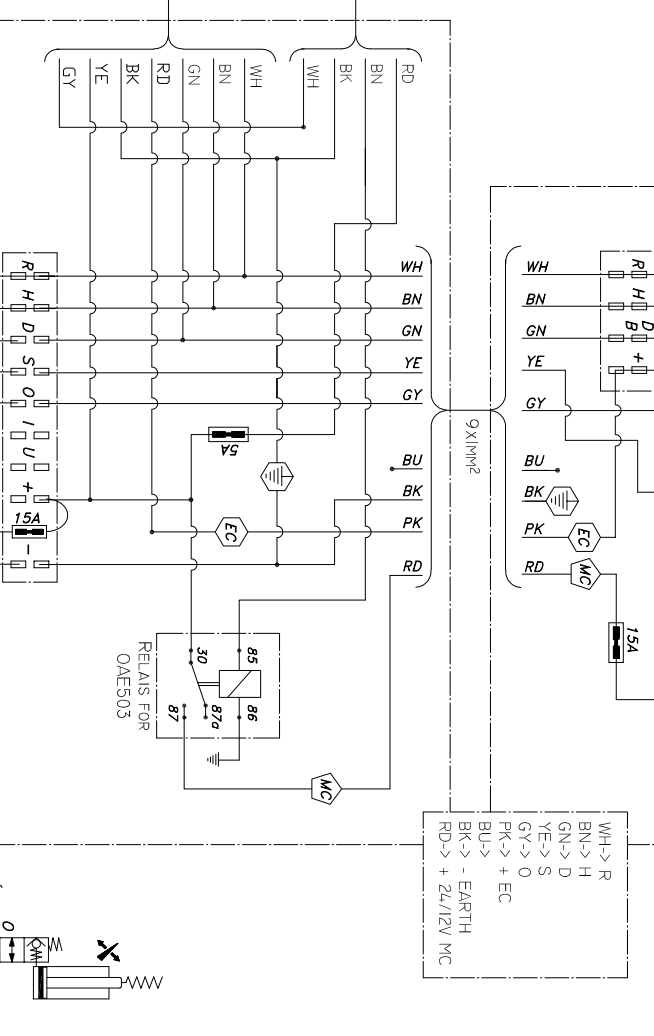 GY YE BK RD GN BN WH
WH BK BN RD
R H D S O I U + −
15A
WH
BN
GN
YE
GY
BU
BK
PK
RD
5A
EC
9X1MM²
WH
BN
GN
YE
GY
BU
BK
PK
RD
EC
MC
15A
R H D B +
RELAIS FOR
OAE503
30
85
87
87a
86
MC
WH-> R
BN-> H
GN-> D
YE-> S
GY-> O
PK-> + EC
BU->
BK-> - EARTH
RD-> + 24/12V MC
O